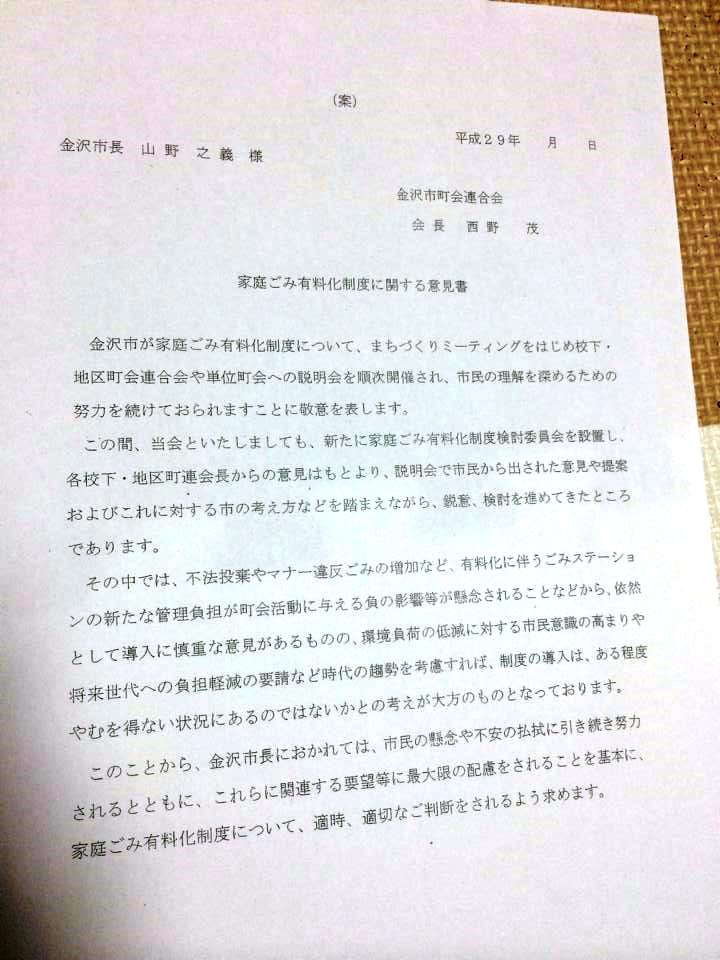 （案）
平成２９年　月　日
金沢市長　山野　之義　様
金沢市町会連合会
会長　西野　茂
家庭ごみ有料化制度に関する意見書
金沢市が家庭ごみ有料化制度について、まちづくりミーティングをはじめ校下・
地区町会連合会や単位町会への説明会を順次開催され、市民の理解を深めるための
努力を続けておられますことに敬意を表します。
この間、当会といたしましても、新たに家庭ごみ有料化制度検討委員会を設置し、
各校下・地区町連会長からの意見はもとより、説明会で市民から出された意見や提案
およびこれに対する市の考え方などを踏まえながら、鋭意、検討を進めてきたところ
であります。
その中では、不法投棄やマナー違反ごみの増加など、有料化に伴うごみステーショ
ンの新たな管理負担が町会活動に与える負の影響等が懸念されることなどから、依然
として導入に慎重な意見があるものの、環境負荷の低減に対する市民意識の高まりや
将来世代への負担軽減の要請など時代の趨勢を考慮すれば、制度の導入は、ある程度
やむを得ない状況にあるのではないかとの考えが大方のものとなっております。
このことから、金沢市長におかれては、市民の懸念や不安の払拭に引き続き努力
されるとともに、これらに関連する要望等に最大限の配慮をされることを基本に、
家庭ごみ有料化制度について、適時、適切なご判断をされるよう求めます。